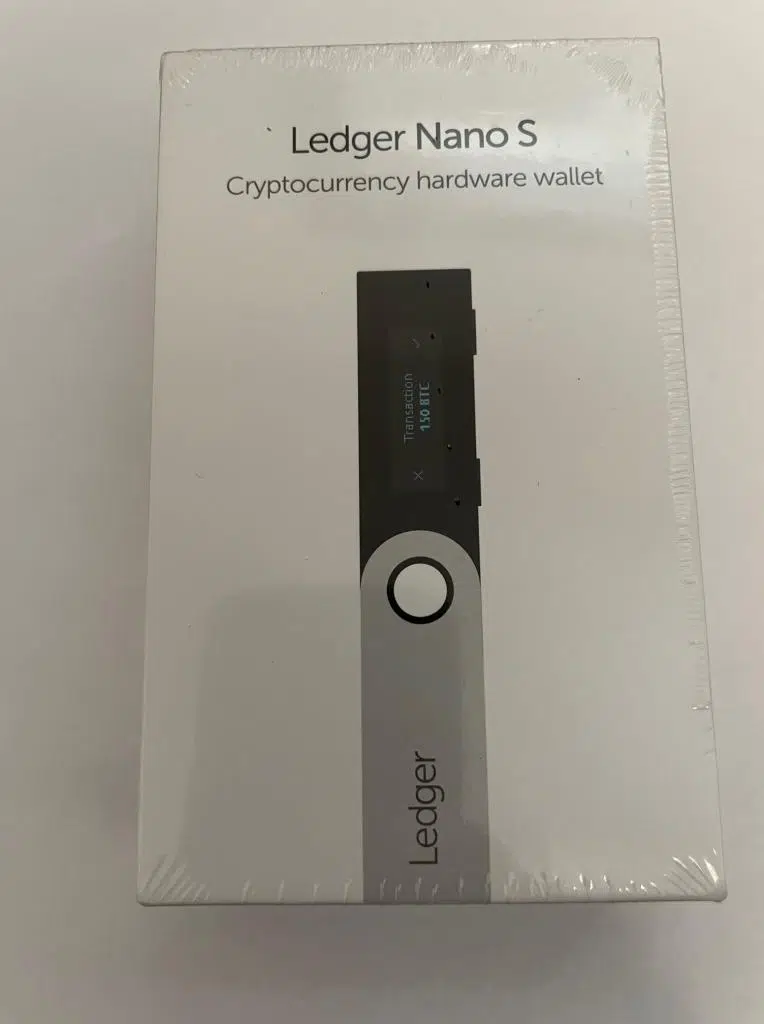 Ledger Nano S
Cryptocurrency hardware wallet
Transaction
1.50 BTC
Ledger